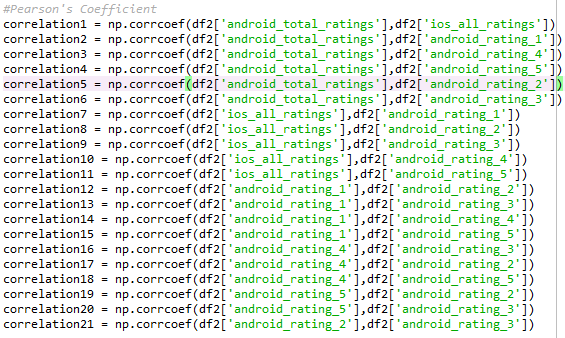 #Pearson's Coefficient
correlation1 = np.corrcoef(df2['android_total_ratings'],df2['ios_all_ratings'])
correlation2 = np.corrcoef(df2['android_total_ratings'],df2['android_rating_1'])
correlation3 = np.corrcoef(df2['android_total_ratings'],df2['android_rating_4'])
correlation4 = np.corrcoef(df2['android_total_ratings'],df2['android_rating_5'])
correlation5 = np.corrcoef(df2['android_total_ratings'],df2['android_rating_2'])
correlation6 = np.corrcoef(df2['android_total_ratings'],df2['android_rating_3'])
correlation7 = np.corrcoef(df2['ios_all_ratings'],df2['android_rating_1'])
correlation8 = np.corrcoef(df2['ios_all_ratings'],df2['android_rating_2'])
correlation9 = np.corrcoef(df2['ios_all_ratings'],df2['android_rating_3'])
correlation10 = np.corrcoef(df2['ios_all_ratings'],df2['android_rating_4'])
correlation11 = np.corrcoef(df2['ios_all_ratings'],df2['android_rating_5'])
correlation12 = np.corrcoef(df2['android_rating_1'],df2['android_rating_2'])
correlation13 = np.corrcoef(df2['android_rating_1'],df2['android_rating_3'])
correlation14 = np.corrcoef(df2['android_rating_1'],df2['android_rating_4'])
correlation15 = np.corrcoef(df2['android_rating_1'],df2['android_rating_5'])
correlation16 = np.corrcoef(df2['android_rating_4'],df2['android_rating_3'])
correlation17 = np.corrcoef(df2['android_rating_4'],df2['android_rating_2'])
correlation18 = np.corrcoef(df2['android_rating_4'],df2['android_rating_5'])
correlation19 = np.corrcoef(df2['android_rating_5'],df2['android_rating_2'])
correlation20 = np.corrcoef(df2['android_rating_5'],df2['android_rating_3'])
correlation21 = np.corrcoef(df2['android_rating_2'],df2['android_rating_3'])